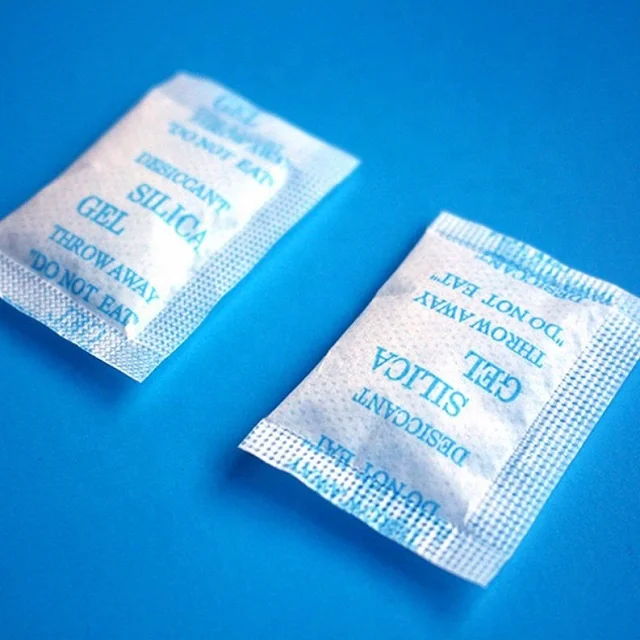 GEL
THROW AWAY
"DO NOT EAT"
DESICCANT
SILICA
GEL
THROW AWAY
"DO NOT EAT"
DO NOT EAT
DESICCANT
SILICA
GEL
THROW AWAY
"DO NOT EAT"